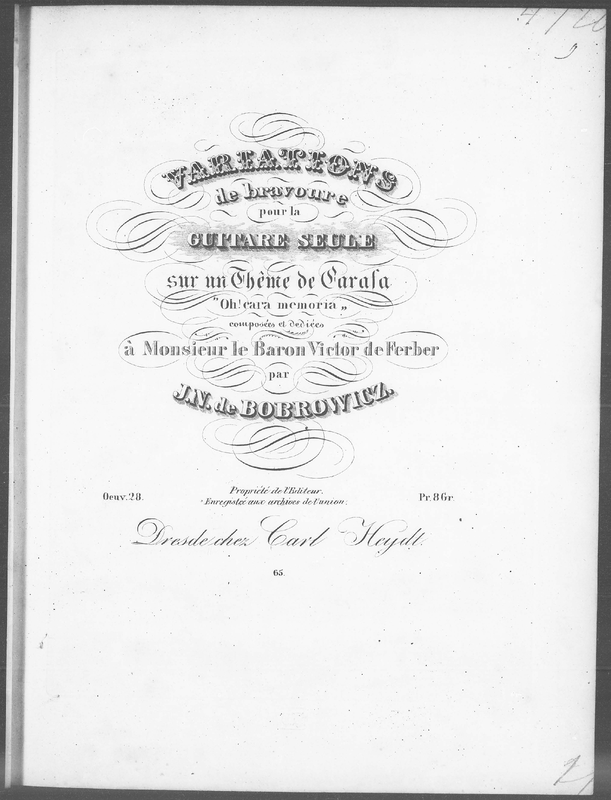 VARIATIONS
de bravoure
pour la
GUITARE SEULE
sur un Thême de Carafa
"Oh! cara memoria„
composées et dediées
à Monsieur le Baron Victor de Ferber
par
J.N. de BOBROWICZ.
Oeuv. 28.
Propriété de l'Editeur.
Enregistrée aux archives de l'union.
Pr. 8 Gr.
Dresde chez Carl Heydt.
65.